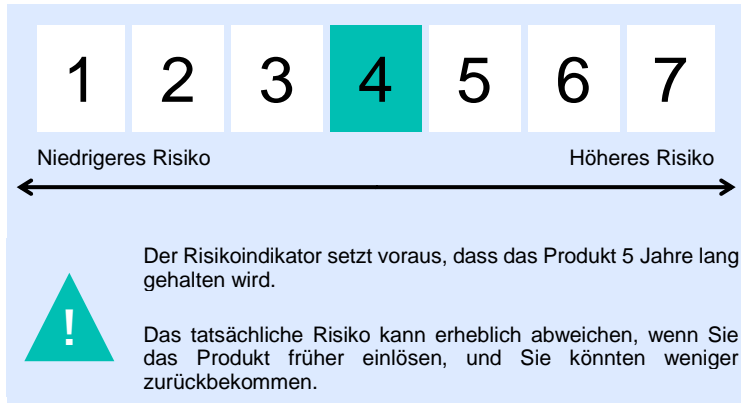 1 2 3 4 5 6 7
Niedrigeres Risiko Höheres Risiko
Der Risikoindikator setzt voraus, dass das Produkt 5 Jahre lang
gehalten wird.
!
Das tatsächliche Risiko kann erheblich abweichen, wenn Sie
das Produkt früher einlösen, und Sie könnten weniger
zurückbekommen.